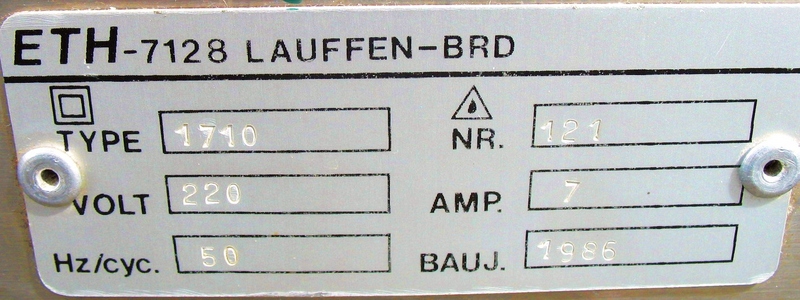 ETH-7128 LAUFFEN-BRD
TYPE 1710 NR. 121
VOLT 220 AMP. 7
Hz/cyc. 50 BAUJ. 1986